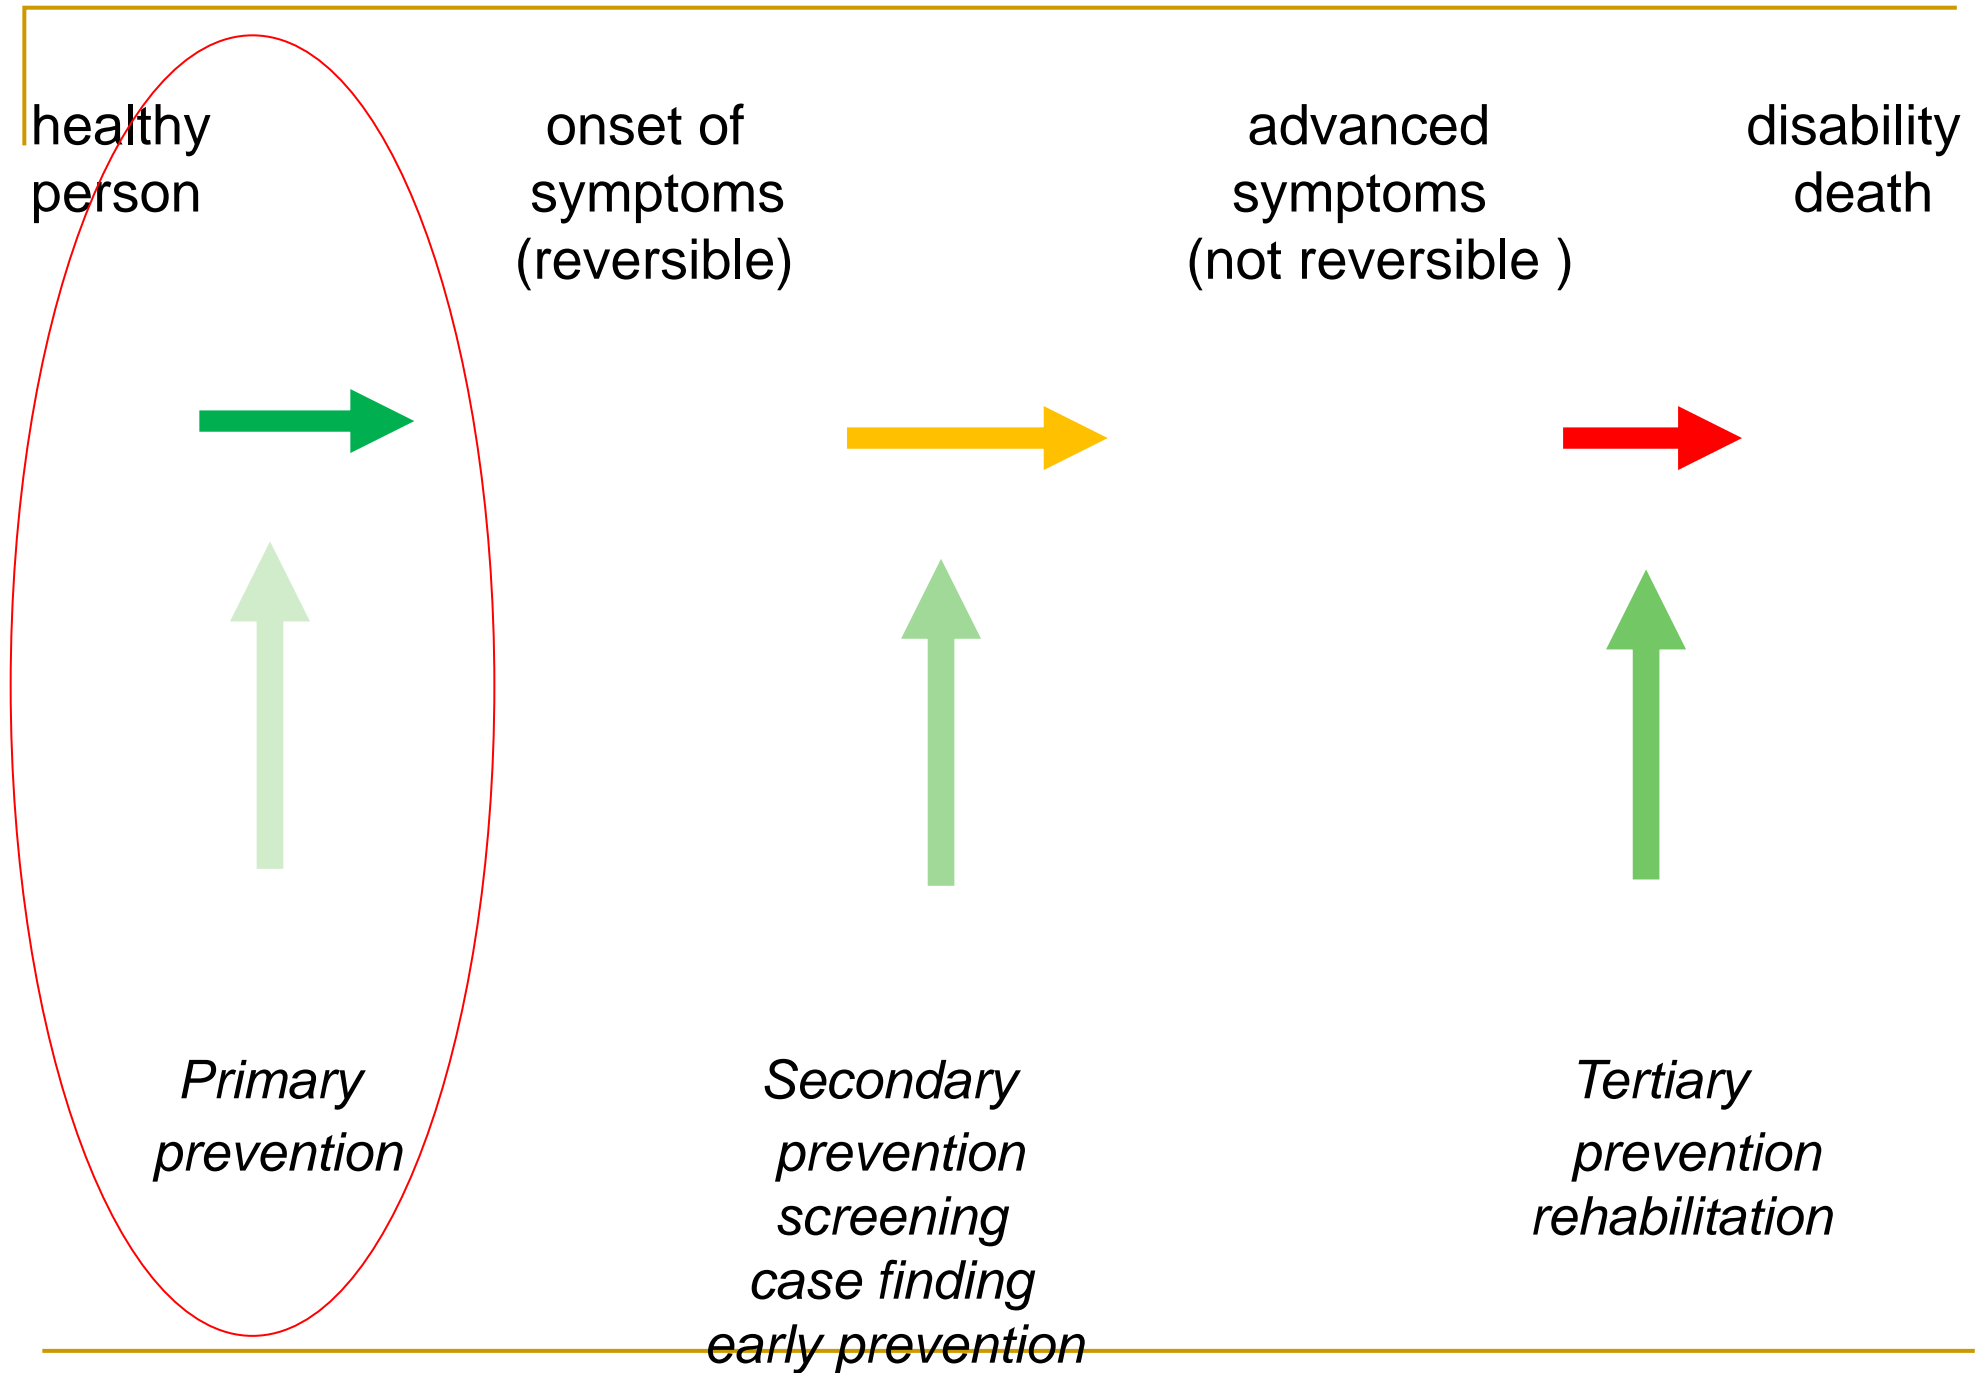 healthy
person
onset of
symptoms
(reversible)
advanced
symptoms
(not reversible )
disability
death
Primary
prevention
Secondary
prevention
screening
case finding
early prevention
Tertiary
prevention
rehabilitation